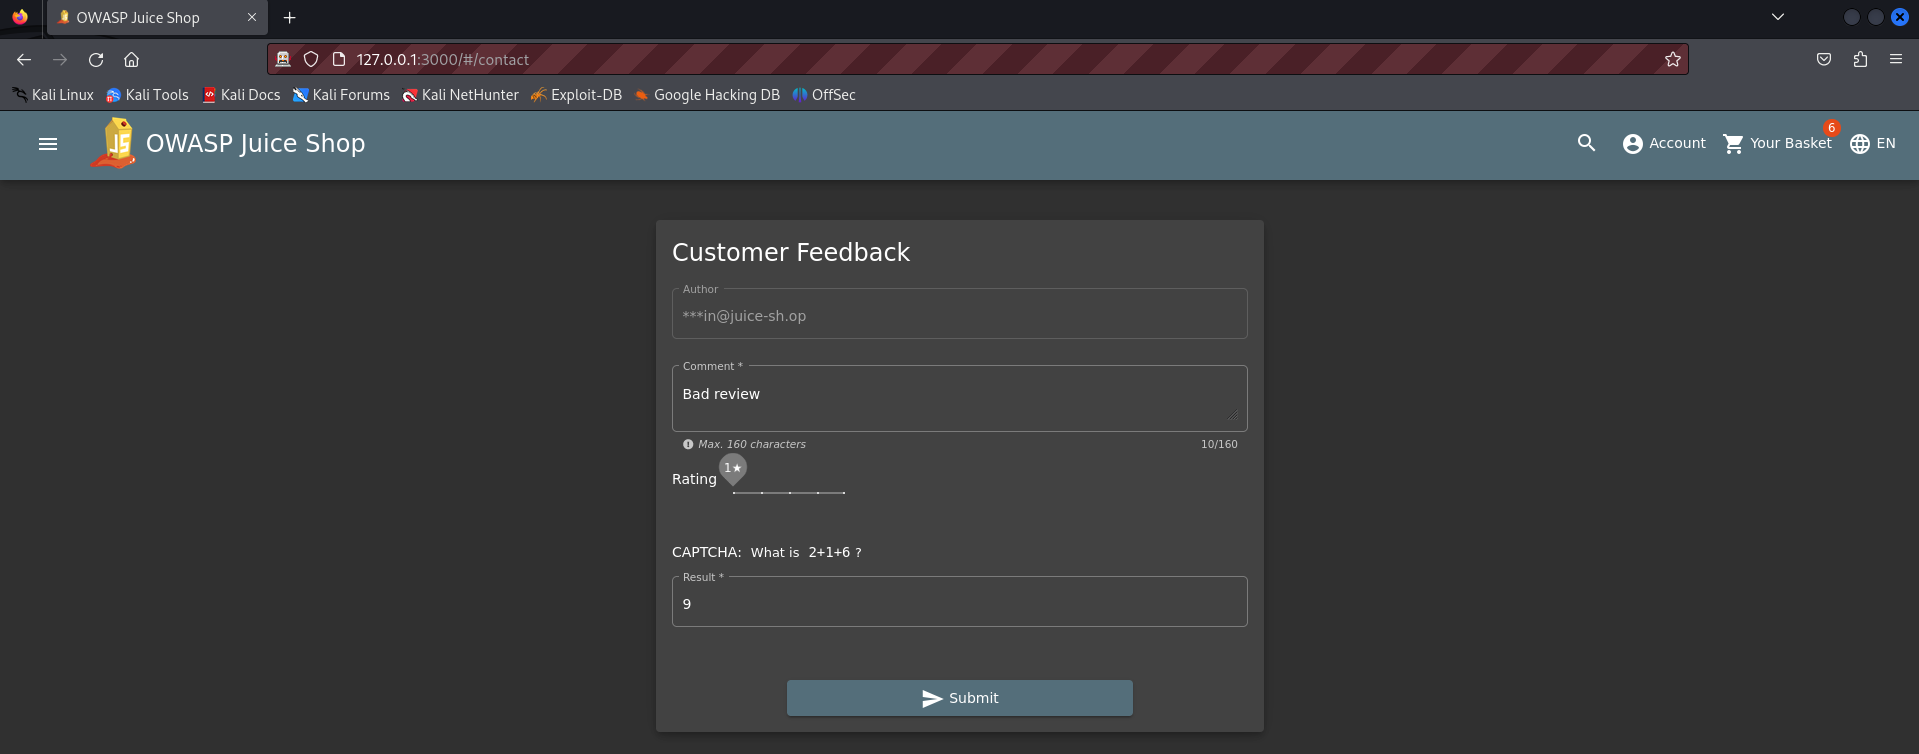 OWASP Juice Shop
127.0.0.1:3000/#/contact
Kali Linux Kali Tools Kali Docs Kali Forums Kali NetHunter Exploit-DB Google Hacking DB OffSec
JS OWASP Juice Shop Account Your Basket 6 EN
Customer Feedback
Author
***in@juice-sh.op
Comment *
Bad review
Max. 160 characters 10/160
1★
Rating
CAPTCHA: What is 2+1+6 ?
Result *
9
Submit